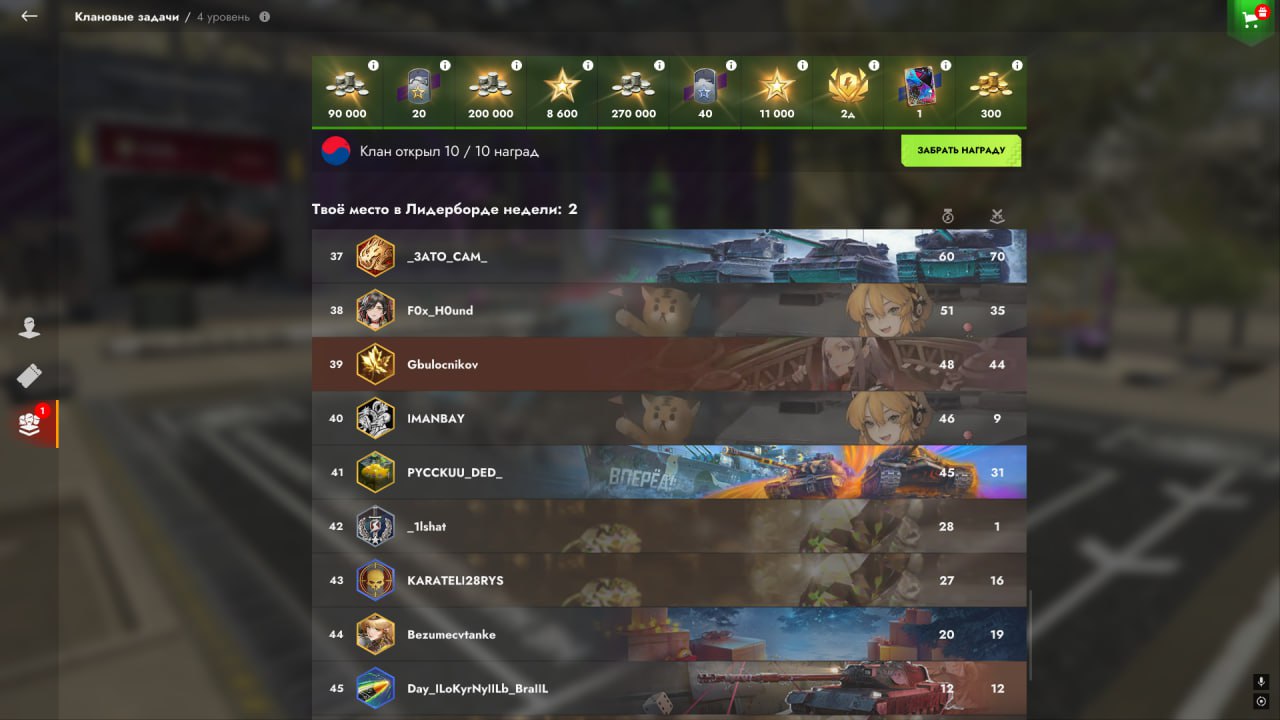 Клановые задачи / 4 уровень
90 000 20 200 000 8 600 270 000 40 11 000 2д 1 300
Клан открыл 10 / 10 наград ЗАБРАТЬ НАГРАДУ
Твоё место в Лидерборде недели: 2
37 _3ATO_CAM_ 60 70
38 F0x_H0und 51 35
39 Gbulocnikov 48 44
40 IMANBAY 46 9
41 PYCCKUU_DED_ ВПЕРЁД! 45 31
42 _1lshat 28 1
43 KARATELI28RYS 27 16
44 Bezumecvtanke 20 19
45 Day_ILoKyrNyIILb_BraIIL 12 12
1